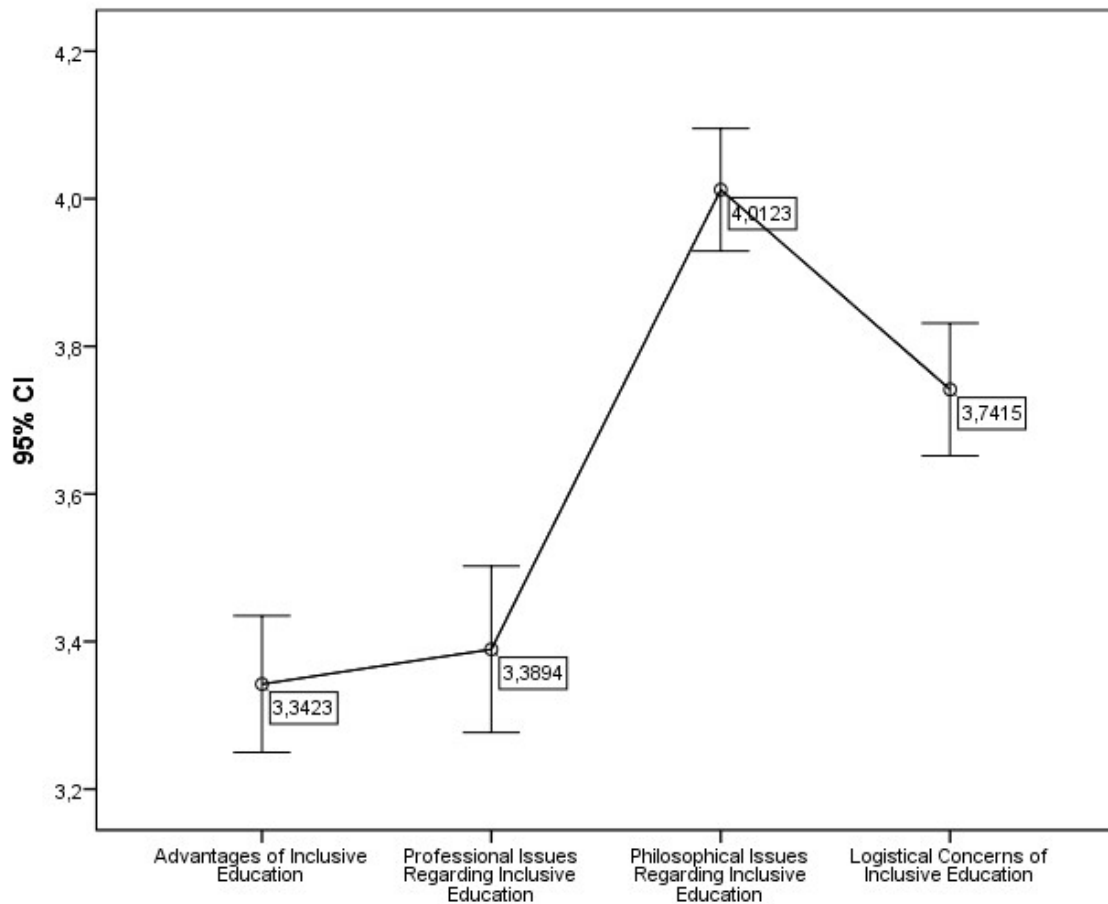 4,2
4,0
3,8
3,6
3,4
3,2
95% CI
4,0123
3,7415
3,3894
3,3423
Advantages of Inclusive
Education
Professional Issues
Regarding Inclusive
Education
Philosophical Issues
Regarding Inclusive
Education
Logistical Concerns of
Inclusive Education